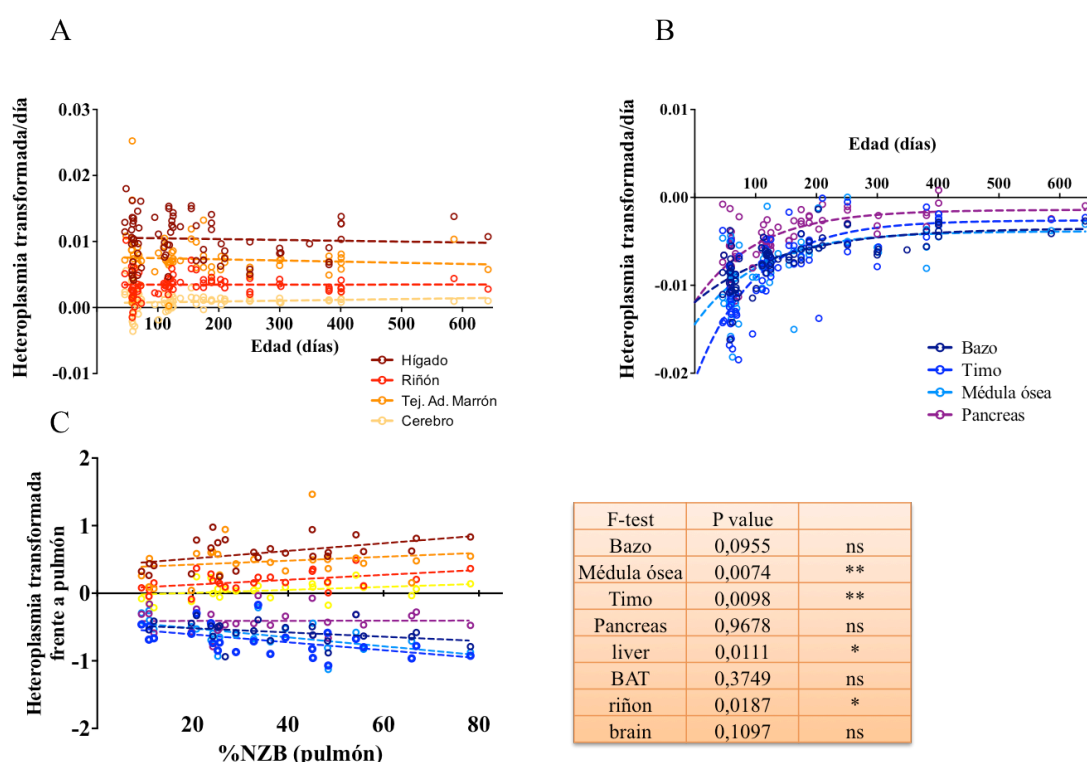 A
Heteroplasmia transformada/día
0.03
0.02
0.01
0.00
-0.01
100 200 300 400 500 600
Edad (días)
Hígado
Riñón
Tej. Ad. Marrón
Cerebro
B
Heteroplasmia transformada/día
0.01
0.00
-0.01
-0.02
Edad (días)
100 200 300 400 500 600
Bazo
Timo
Médula ósea
Pancreas
C
Heteroplasmia transformada
frente a pulmón
2
1
0
-1
-2
20 40 60 80
%NZB (pulmón)
F-test P value
Bazo 0,0955 ns
Médula ósea 0,0074 **
Timo 0,0098 **
Pancreas 0,9678 ns
liver 0,0111 *
BAT 0,3749 ns
riñon 0,0187 *
brain 0,1097 ns